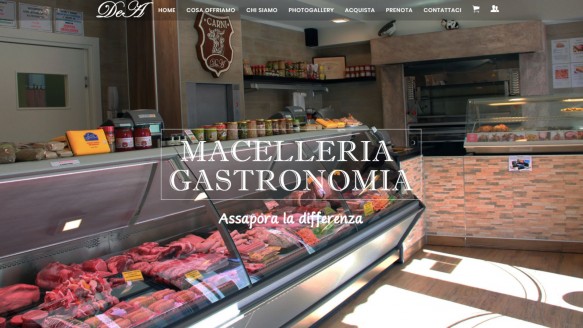 DeA
HOME COSA OFFRIAMO CHI SIAMO PHOTOGALLERY ACQUISTA PRENOTA CONTATTACI
CARNI
MACELLERIA
GASTRONOMIA
Assapora la differenza